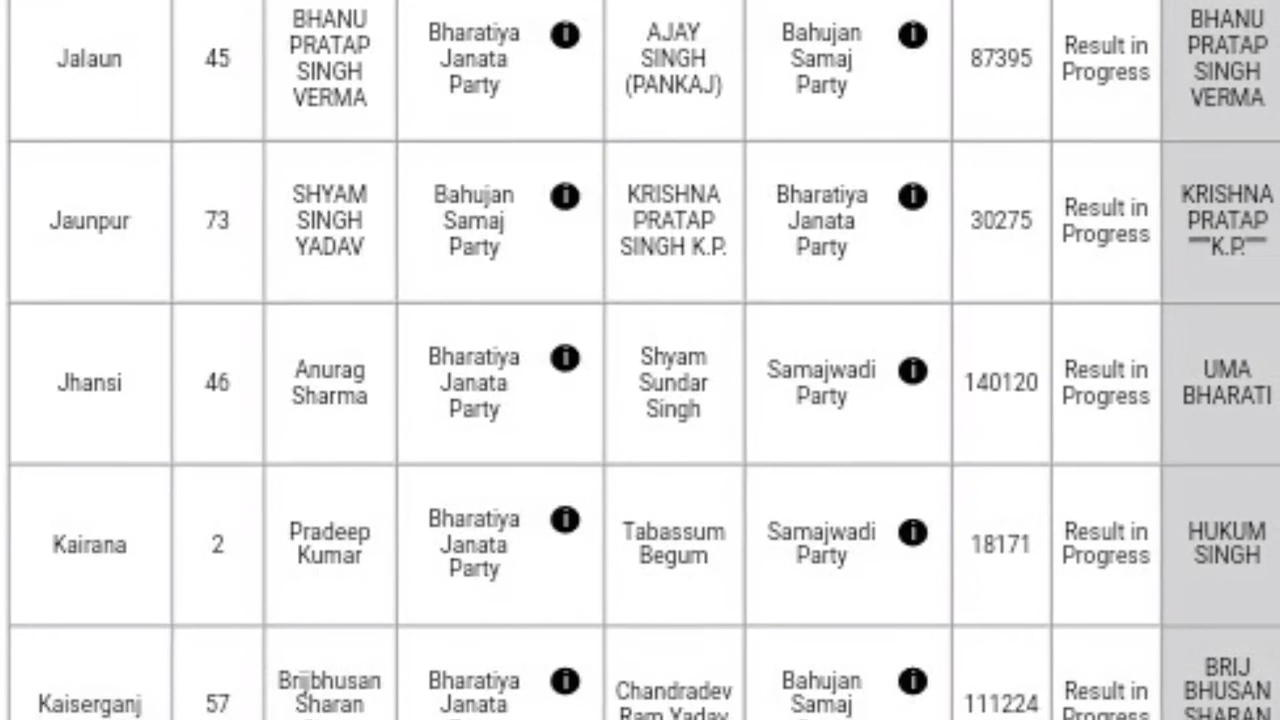 Jalaun
45
BHANU
PRATAP
SINGH
VERMA
Bharatiya
Janata
Party
i
AJAY
SINGH
(PANKAJ)
Bahujan
Samaj
Party
i
87395
Result in
Progress
BHANU
PRATAP
SINGH
VERMA
Jaunpur
73
SHYAM
SINGH
YADAV
Bahujan
Samaj
Party
i
KRISHNA
PRATAP
SINGH K.P.
Bharatiya
Janata
Party
i
30275
Result in
Progress
KRISHNA
PRATAP
K.P.
Jhansi
46
Anurag
Sharma
Bharatiya
Janata
Party
i
Shyam
Sundar
Singh
Samajwadi
Party
i
140120
Result in
Progress
UMA
BHARATI
Kairana
2
Pradeep
Kumar
Bharatiya
Janata
Party
i
Tabassum
Begum
Samajwadi
Party
i
18171
Result in
Progress
HUKUM
SINGH
Kaiserganj
57
Brijbhusan
Sharan
Bharatiya
Janata
i
Chandradev
Ram Yadav
Bahujan
Samaj
i
111224
Result in
Progress
BRIJ
BHUSAN
SHARAN